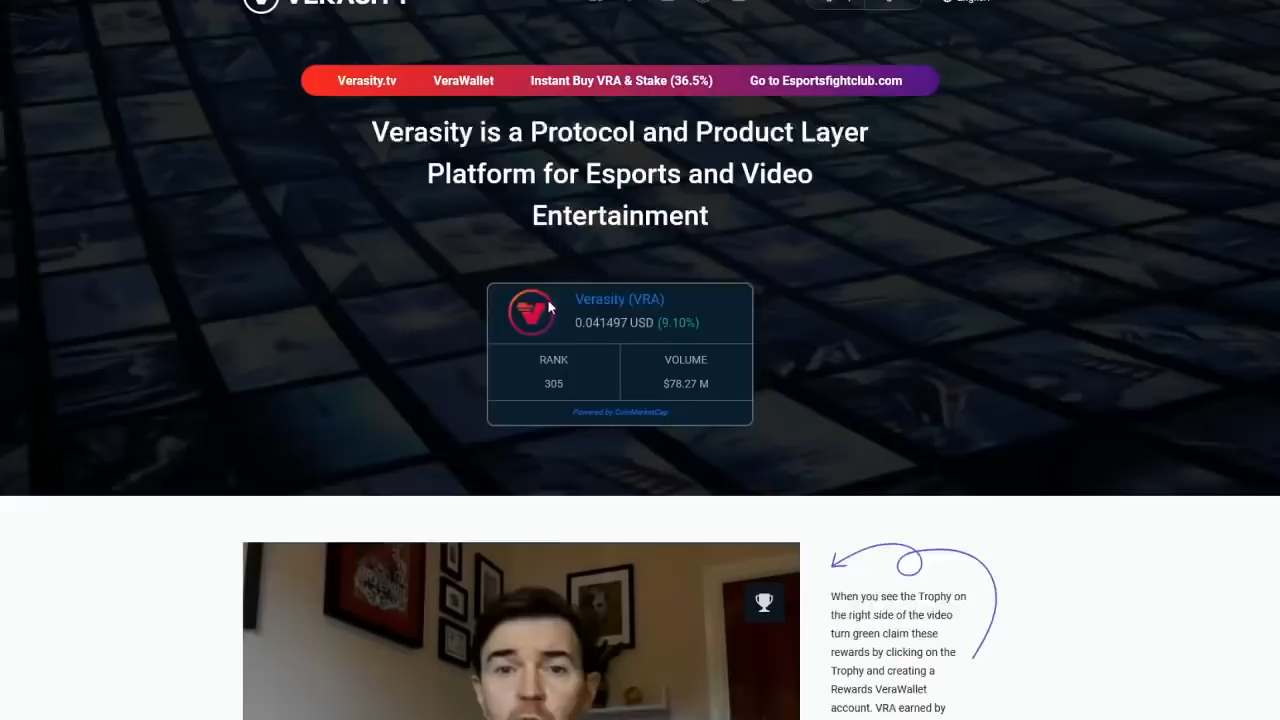 VERASITY
English
Verasity.tv VeraWallet Instant Buy VRA & Stake (36.5%) Go to Esportsfightclub.com
Verasity is a Protocol and Product Layer
Platform for Esports and Video
Entertainment
Verasity (VRA)
0.041497 USD (9.10%)
RANK VOLUME
305 $78.27 M
Powered by CoinMarketCap
When you see the Trophy on
the right side of the video
turn green claim these
rewards by clicking on the
Trophy and creating a
Rewards VeraWallet
account. VRA earned by